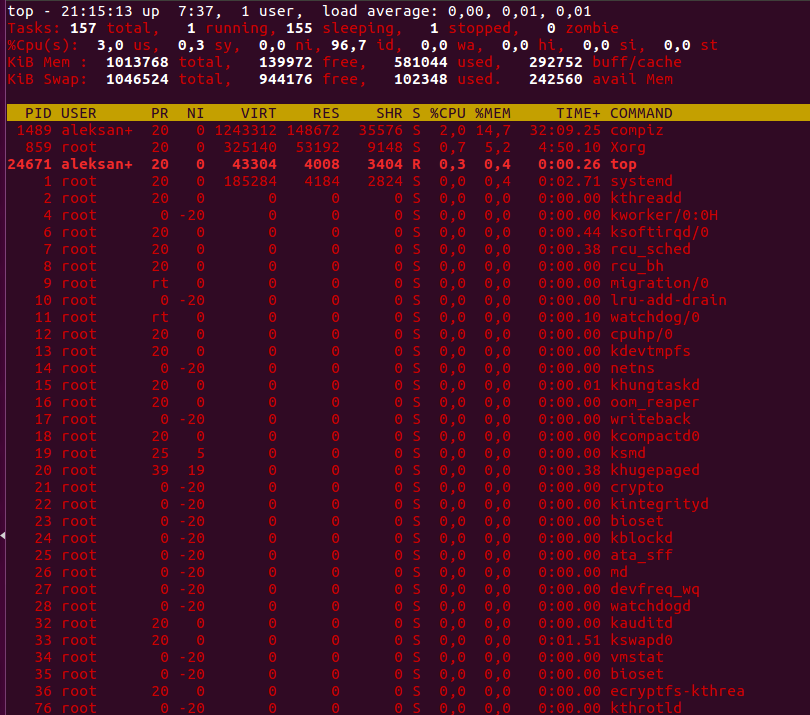 top - 21:15:13 up  7:37,  1 user,  load average: 0,00, 0,01, 0,01
Tasks: 157 total,   1 running, 155 sleeping,   1 stopped,   0 zombie
%Cpu(s):  3,0 us,  0,3 sy,  0,0 ni, 96,7 id,  0,0 wa,  0,0 hi,  0,0 si,  0,0 st
KiB Mem :  1013768 total,   139972 free,   581044 used,   292752 buff/cache
KiB Swap:  1046524 total,   944176 free,   102348 used.   242560 avail Mem
PID USER      PR  NI    VIRT    RES    SHR S %CPU %MEM     TIME+ COMMAND
1489 aleksan+  20   0 1243312 148672  35576 S  2,0 14,7  32:09.25 compiz
859 root      20   0  325140  53192   9148 S  0,7  5,2   4:50.10 Xorg
24671 aleksan+  20   0   43304   4008   3404 R  0,3  0,4   0:00.26 top
1 root      20   0  185284   4184   2824 S  0,0  0,4   0:02.71 systemd
2 root      20   0       0      0      0 S  0,0  0,0   0:00.00 kthreadd
4 root       0 -20       0      0      0 S  0,0  0,0   0:00.00 kworker/0:0H
6 root      20   0       0      0      0 S  0,0  0,0   0:00.44 ksoftirqd/0
7 root      20   0       0      0      0 S  0,0  0,0   0:00.38 rcu_sched
8 root      20   0       0      0      0 S  0,0  0,0   0:00.00 rcu_bh
9 root      rt   0       0      0      0 S  0,0  0,0   0:00.00 migration/0
10 root       0 -20       0      0      0 S  0,0  0,0   0:00.00 lru-add-drain
11 root      rt   0       0      0      0 S  0,0  0,0   0:00.10 watchdog/0
12 root      20   0       0      0      0 S  0,0  0,0   0:00.00 cpuhp/0
13 root      20   0       0      0      0 S  0,0  0,0   0:00.00 kdevtmpfs
14 root       0 -20       0      0      0 S  0,0  0,0   0:00.00 netns
15 root      20   0       0      0      0 S  0,0  0,0   0:00.01 khungtaskd
16 root      20   0       0      0      0 S  0,0  0,0   0:00.00 oom_reaper
17 root       0 -20       0      0      0 S  0,0  0,0   0:00.00 writeback
18 root      20   0       0      0      0 S  0,0  0,0   0:00.00 kcompactd0
19 root      25   5       0      0      0 S  0,0  0,0   0:00.00 ksmd
20 root      39  19       0      0      0 S  0,0  0,0   0:00.38 khugepaged
21 root       0 -20       0      0      0 S  0,0  0,0   0:00.00 crypto
22 root       0 -20       0      0      0 S  0,0  0,0   0:00.00 kintegrityd
23 root       0 -20       0      0      0 S  0,0  0,0   0:00.00 bioset
24 root       0 -20       0      0      0 S  0,0  0,0   0:00.00 kblockd
25 root       0 -20       0      0      0 S  0,0  0,0   0:00.00 ata_sff
26 root       0 -20       0      0      0 S  0,0  0,0   0:00.00 md
27 root       0 -20       0      0      0 S  0,0  0,0   0:00.00 devfreq_wq
28 root       0 -20       0      0      0 S  0,0  0,0   0:00.00 watchdogd
32 root      20   0       0      0      0 S  0,0  0,0   0:00.00 kauditd
33 root      20   0       0      0      0 S  0,0  0,0   0:01.51 kswapd0
34 root       0 -20       0      0      0 S  0,0  0,0   0:00.00 vmstat
35 root       0 -20       0      0      0 S  0,0  0,0   0:00.00 bioset
36 root      20   0       0      0      0 S  0,0  0,0   0:00.00 ecryptfs-kthrea
76 root       0 -20       0      0      0 S  0,0  0,0   0:00.00 kthrotld